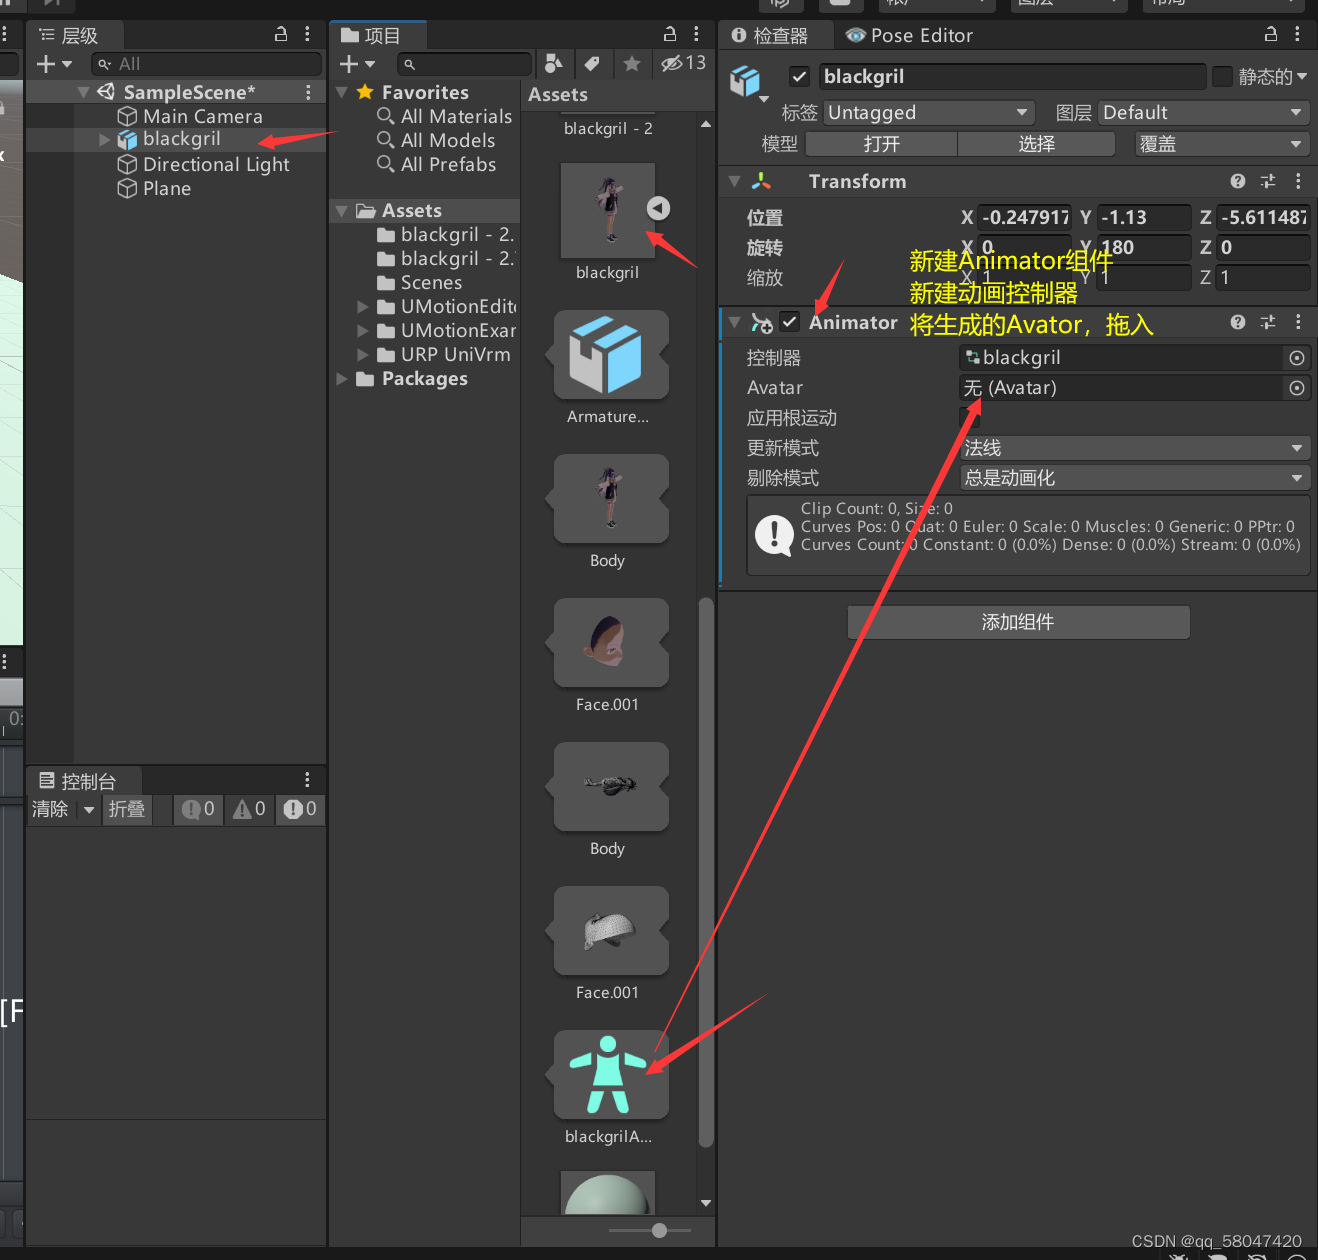 层级
All
SampleScene*
Main Camera
blackgril
Directional Light
Plane
控制台
清除
折叠
0
0
0
0:
[F
项目
13
Favorites
All Materials
All Models
All Prefabs
Assets
blackgril - 2.
blackgril - 2.
Scenes
UMotionEdit
UMotionExar
URP UniVrm
Packages
Assets
blackgril - 2
blackgril
Armature...
Body
Face.001
Body
Face.001
blackgrilA...
检查器
Pose Editor
blackgril
静态的
标签 Untagged
图层 Default
模型 打开 选择 覆盖
Transform
位置 X -0.247917 Y -1.13 Z -5.611487
旋转 X 0 Y 180 Z 0
缩放 X 1 Y 1 Z 1
新建Animator组件
新建动画控制器
将生成的Avator，拖入
Animator
控制器 blackgril
Avatar 无 (Avatar)
应用根运动
更新模式 法线
剔除模式 总是动画化
Clip Count: 0, Size: 0
Curves Pos: 0 Quat: 0 Euler: 0 Scale: 0 Muscles: 0 Generic: 0 PPtr: 0
Curves Count: 0 Constant: 0 (0.0%) Dense: 0 (0.0%) Stream: 0 (0.0%)
添加组件
CSDN @qq_58047420